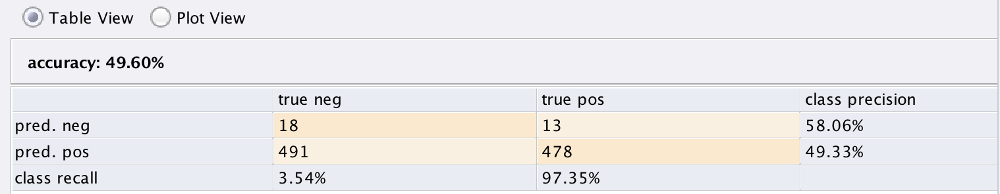 Table View Plot View
accuracy: 49.60%
true neg true pos class precision
pred. neg 18 13 58.06%
pred. pos 491 478 49.33%
class recall 3.54% 97.35%